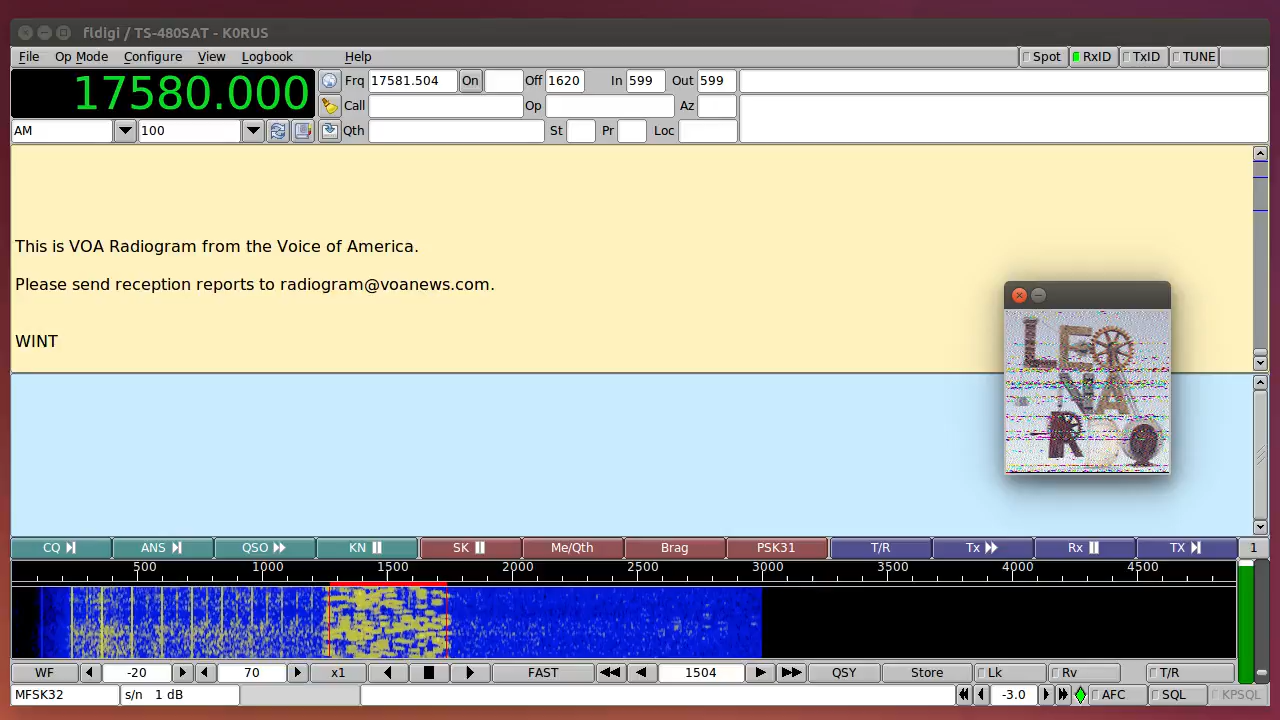 fldigi / TS-480SAT - K0RUS
File Op Mode Configure View Logbook Help Spot RxID TxID TUNE
17580.000
Frq 17581.504 On Off 1620 In 599 Out 599
Call Op Az
AM 100 Qth St Pr Loc
This is VOA Radiogram from the Voice of America.
Please send reception reports to radiogram@voanews.com.
WINT
LEO
NA
RDO
CQ ANS QSO KN SK Me/Qth Brag PSK31 T/R Tx Rx TX 1
500 1000 1500 2000 2500 3000 3500 4000 4500
WF -20 70 x1 FAST 1504 QSY Store Lk Rv T/R
MFSK32 s/n 1 dB -3.0 AFC SQL KPSQL